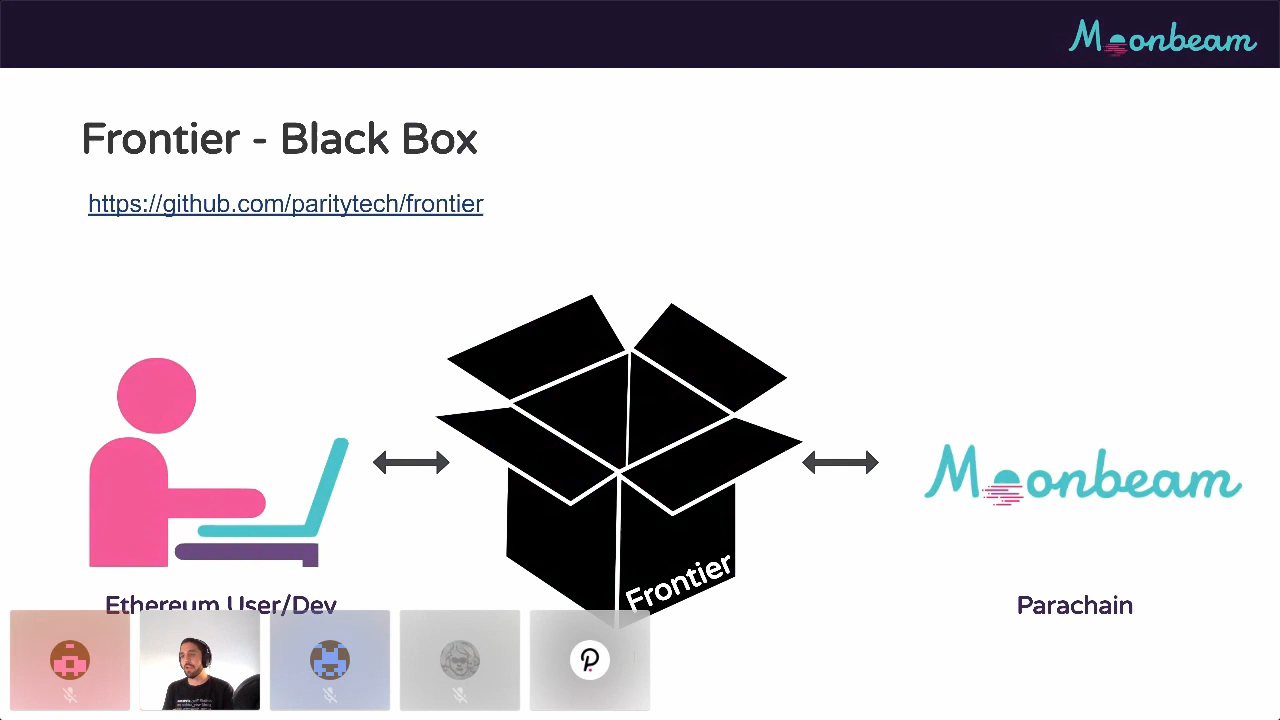 Moonbeam
Frontier - Black Box
https://github.com/paritytech/frontier
Frontier
Moonbeam
Ethereum User/Dev
Parachain